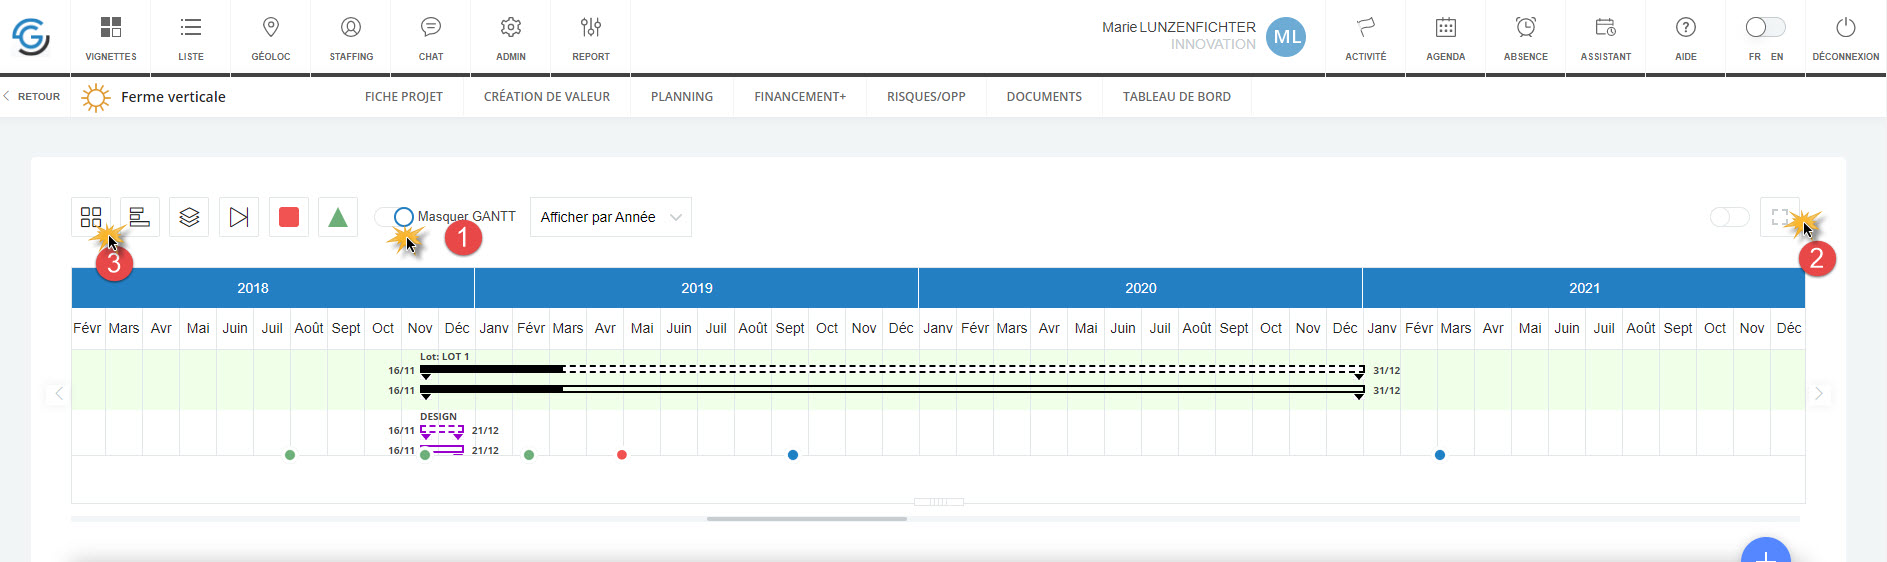 VIGNETTES LISTE GÉOLOC STAFFING CHAT ADMIN REPORT
Marie LUNZENFICHTER
INNOVATION
ML
ACTIVITÉ AGENDA ABSENCE ASSISTANT AIDE FR EN DÉCONNEXION
RETOUR Ferme verticale FICHE PROJET CRÉATION DE VALEUR PLANNING FINANCEMENT+ RISQUES/OPP DOCUMENTS TABLEAU DE BORD
Masquer GANTT Afficher par Année
1
3
2
2018 2019 2020 2021
Févr Mars Avr Mai Juin Juil Août Sept Oct Nov Déc Janv Févr Mars Avr Mai Juin Juil Août Sept Oct Nov Déc Janv Févr Mars Avr Mai Juin Juil Août Sept Oct Nov Déc Janv Févr Mars Avr Mai Juin Juil Août Sept Oct Nov Déc
Lot: LOT 1
16/11 31/12
16/11 31/12
DESIGN
16/11 21/12
16/11 21/12